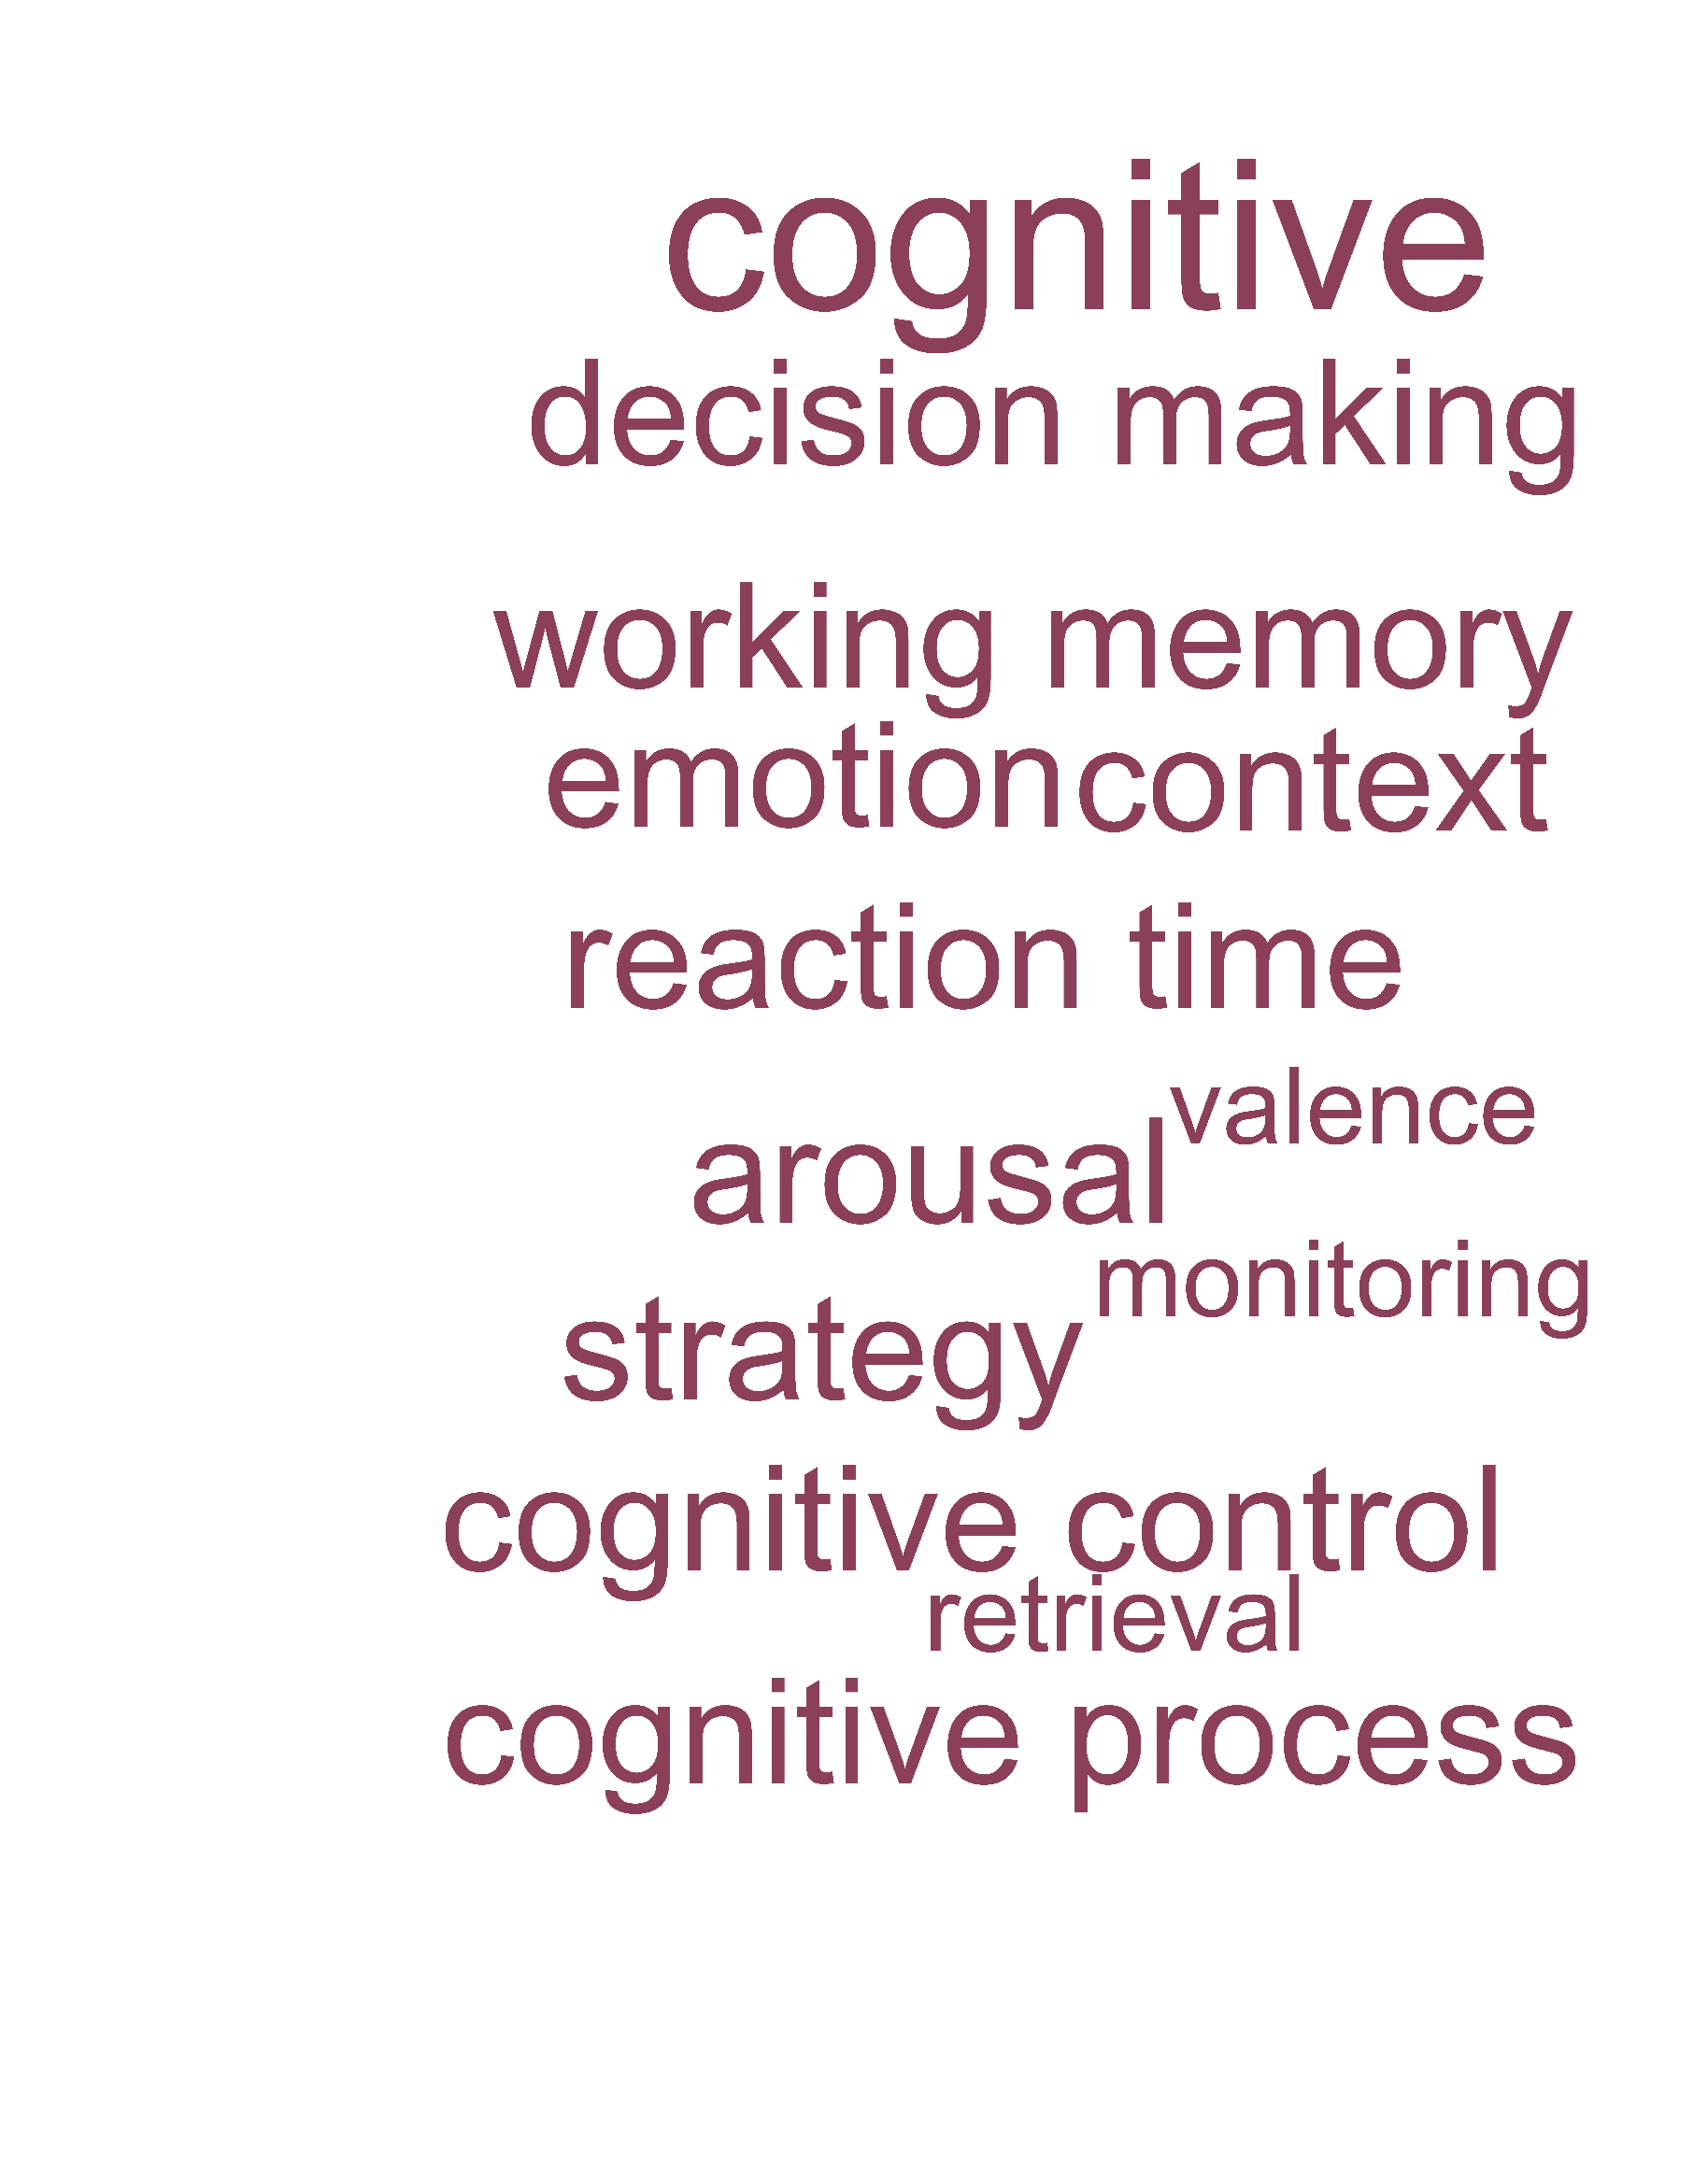 cognitive
decision making
working memory
emotion context
reaction time
valence
arousal
monitoring
strategy
cognitive control
retrieval
cognitive process